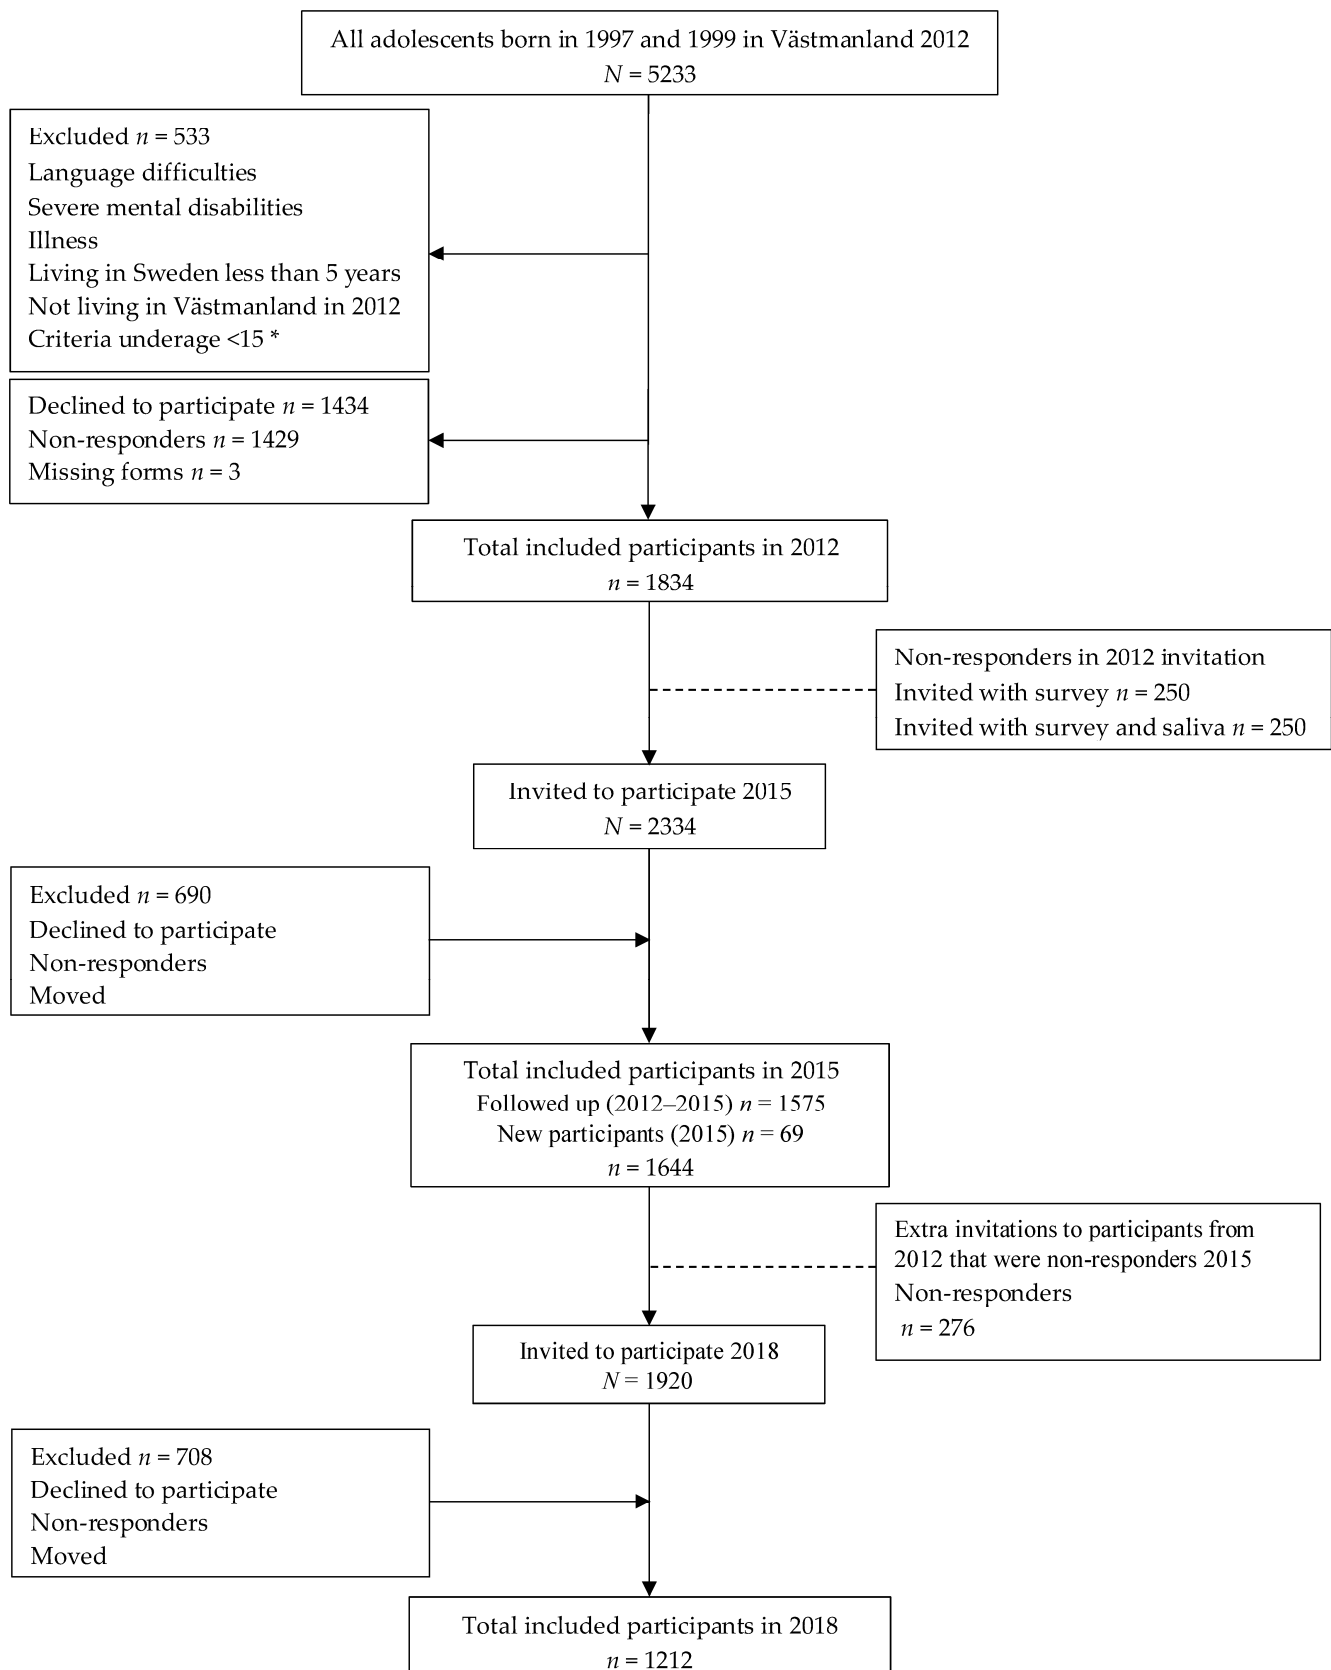 All adolescents born in 1997 and 1999 in Västmanland 2012
N = 5233
Excluded n = 533
Language difficulties
Severe mental disabilities
Illness
Living in Sweden less than 5 years
Not living in Västmanland in 2012
Criteria underage <15 *
Declined to participate n = 1434
Non-responders n = 1429
Missing forms n = 3
Total included participants in 2012
n = 1834
Non-responders in 2012 invitation
Invited with survey n = 250
Invited with survey and saliva n = 250
Invited to participate 2015
N = 2334
Excluded n = 690
Declined to participate
Non-responders
Moved
Total included participants in 2015
Followed up (2012–2015) n = 1575
New participants (2015) n = 69
n = 1644
Extra invitations to participants from
2012 that were non-responders 2015
Non-responders
n = 276
Invited to participate 2018
N = 1920
Excluded n = 708
Declined to participate
Non-responders
Moved
Total included participants in 2018
n = 1212